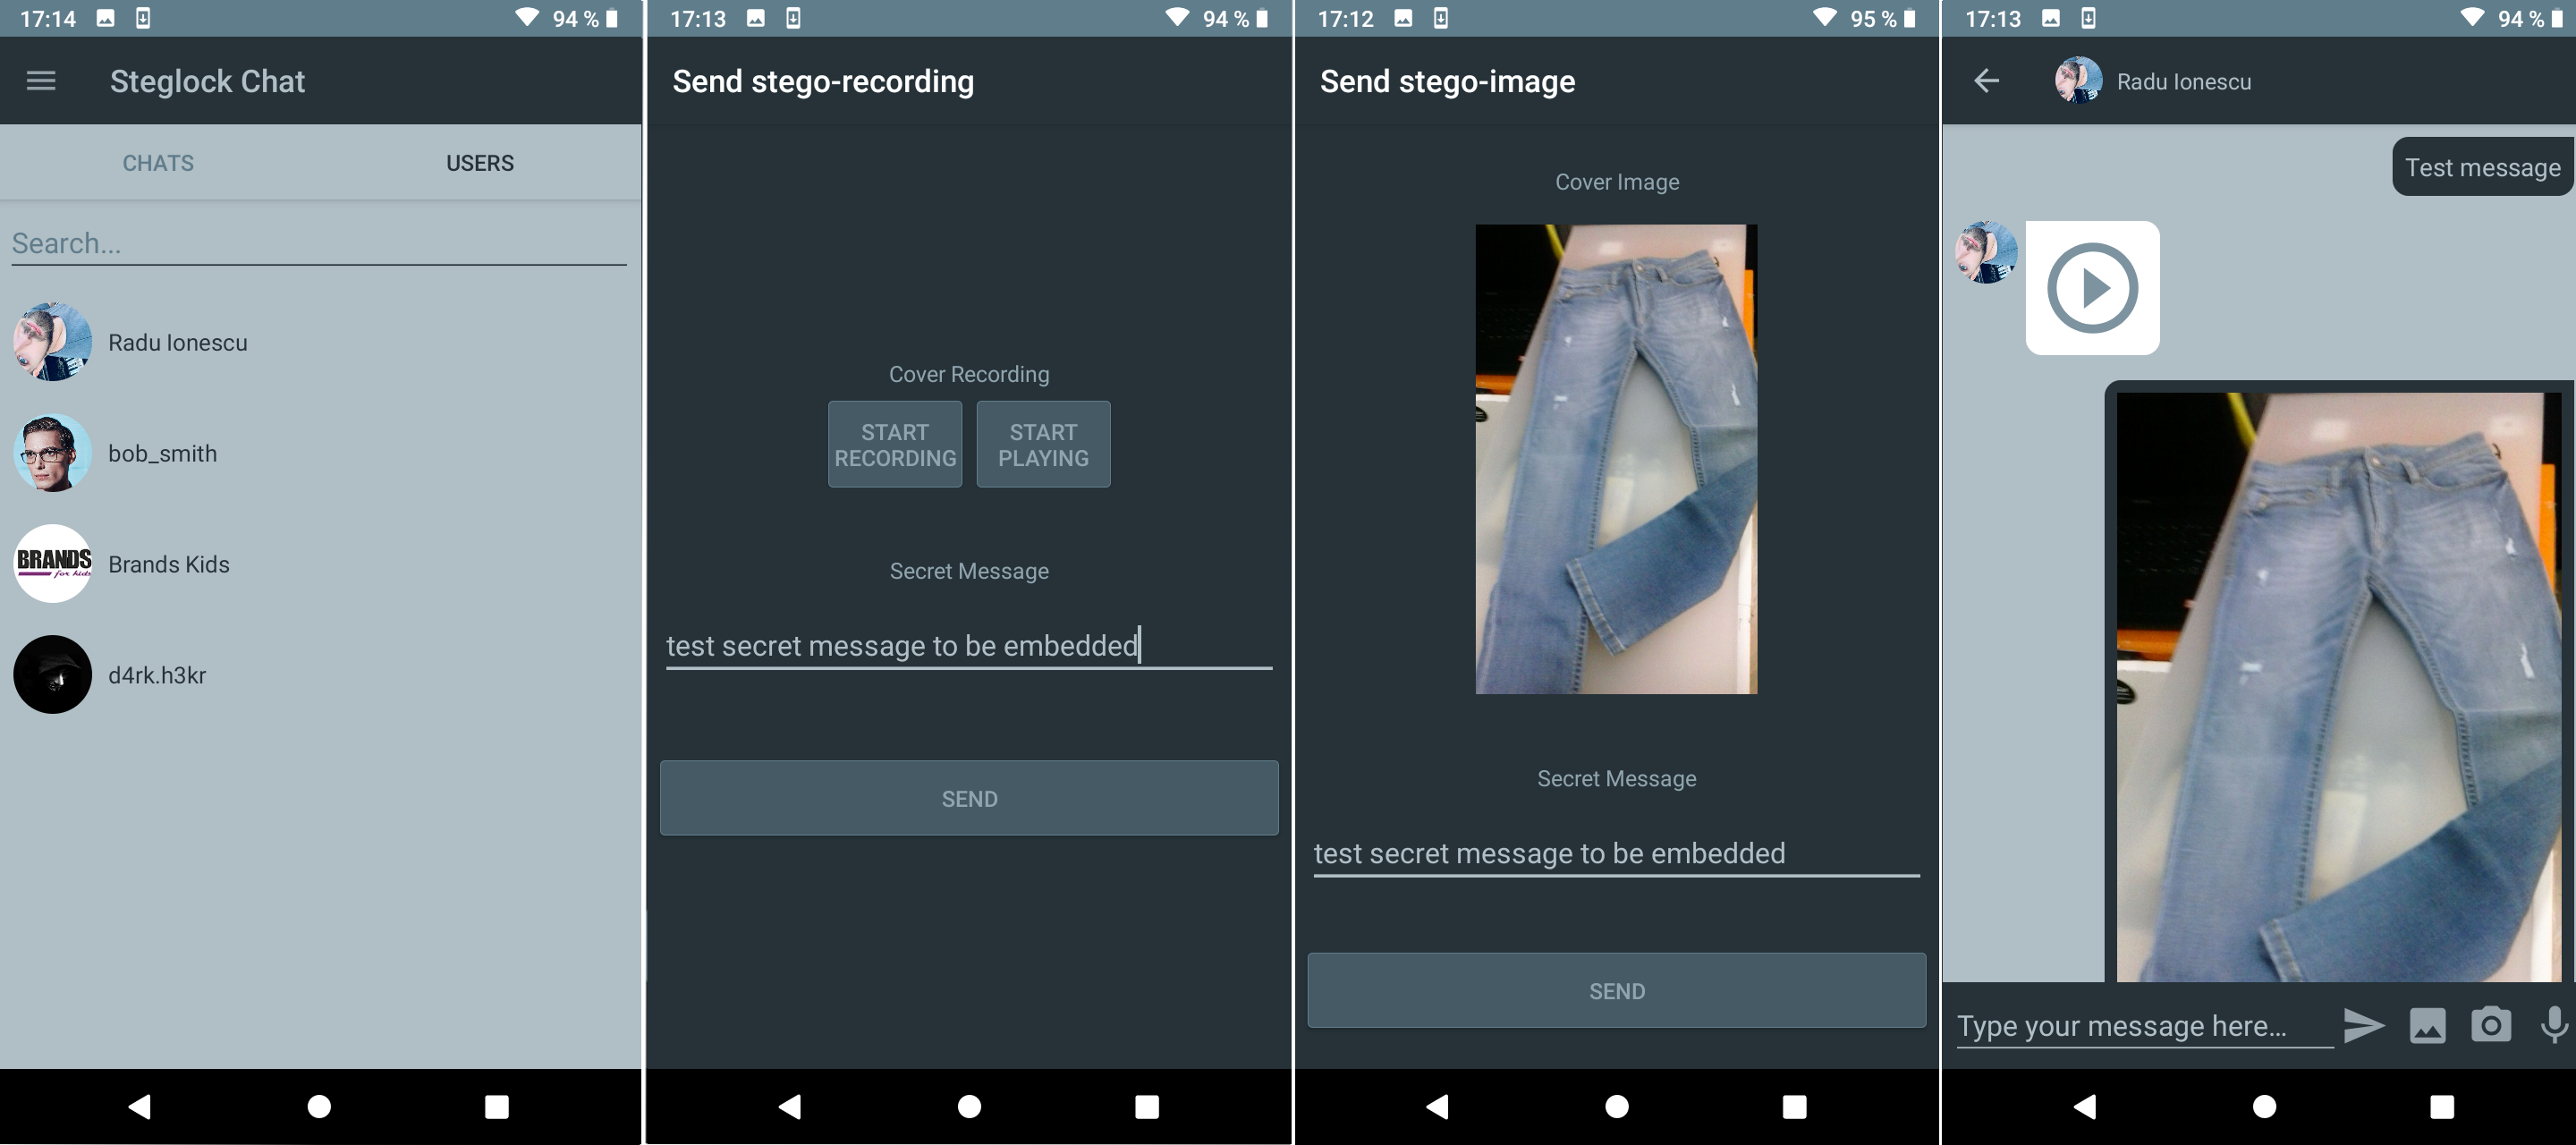 17:14
94 %
Steglock Chat
CHATS
USERS
Search...
Radu Ionescu
bob_smith
BRANDS
for kids
Brands Kids
d4rk.h3kr
17:13
94 %
Send stego-recording
Cover Recording
START
RECORDING
START
PLAYING
Secret Message
test secret message to be embedded
SEND
17:12
95 %
Send stego-image
Cover Image
Secret Message
test secret message to be embedded
SEND
17:13
94 %
Radu Ionescu
Test message
Type your message here...